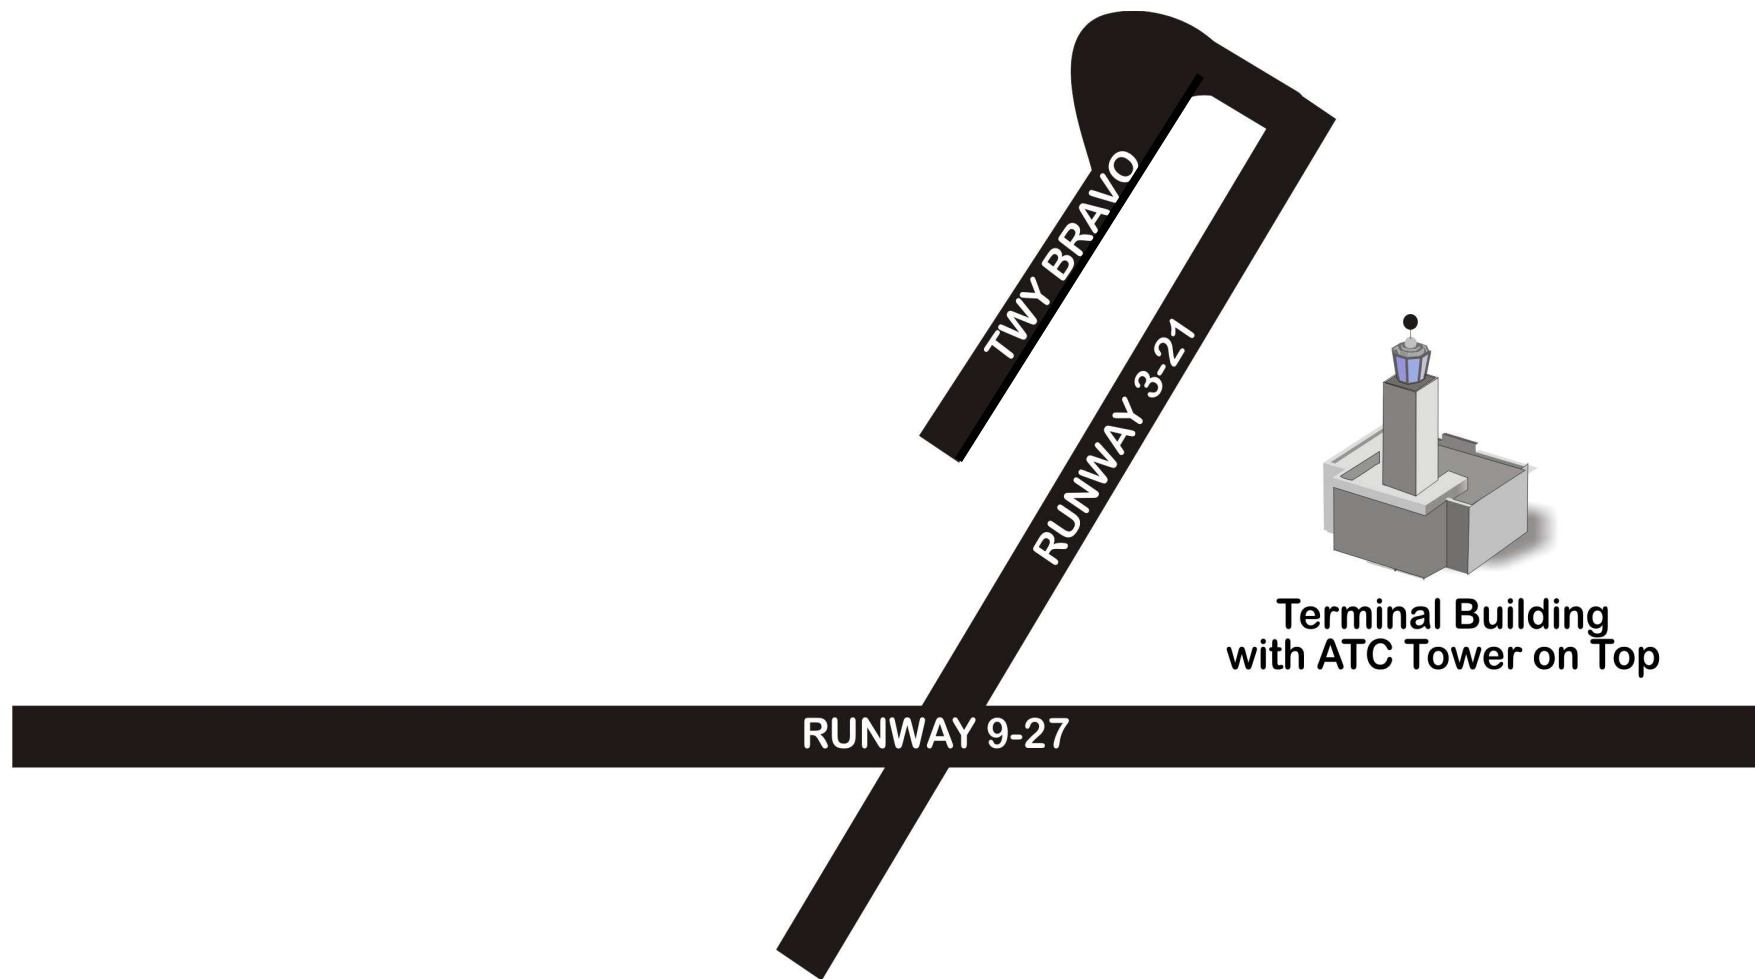 TWY BRAVO
RUNWAY 3-21
Terminal Building
with ATC Tower on Top
RUNWAY 9-27